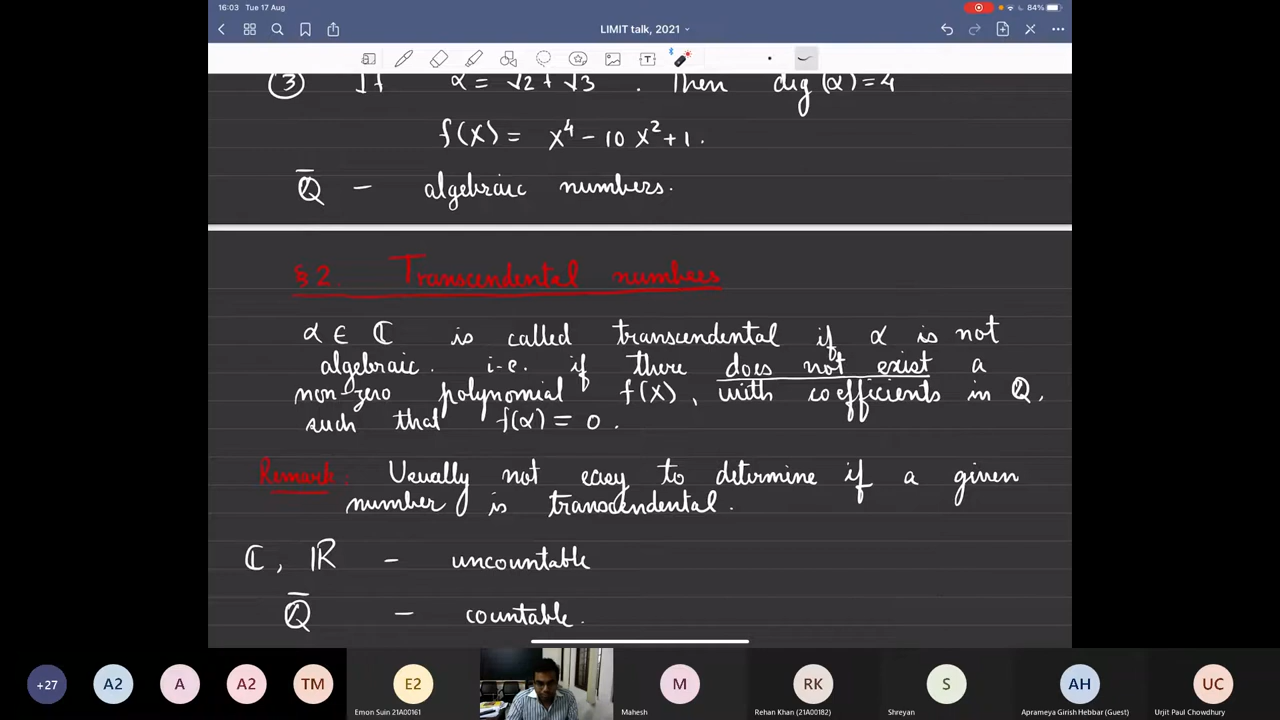 16:03 Tue 17 Aug
84%
LIMIT talk, 2021
③ If α = √2 + √3 . Then deg(α) = 4
f(X) = X⁴ − 10 X² + 1.
Q̅ — algebraic numbers.
§ 2. Transcendental numbers
α ∈ ℂ is called transcendental if α is not
algebraic. i.e. if there does not exist a
non-zero polynomial f(X), with coefficients in Q,
such that f(α) = 0.
Remark: Usually not easy to determine if a given
number is transcendental.
ℂ, ℝ — uncountable
Q̅ — countable.
+27 A2 A A2 TM E2 M RK S AH UC
Emon Suin 21A00161 Mahesh Rehan Khan (21A00182) Shreyan Aprameya Girish Hebbar (Guest) Urjit Paul Chowdhury